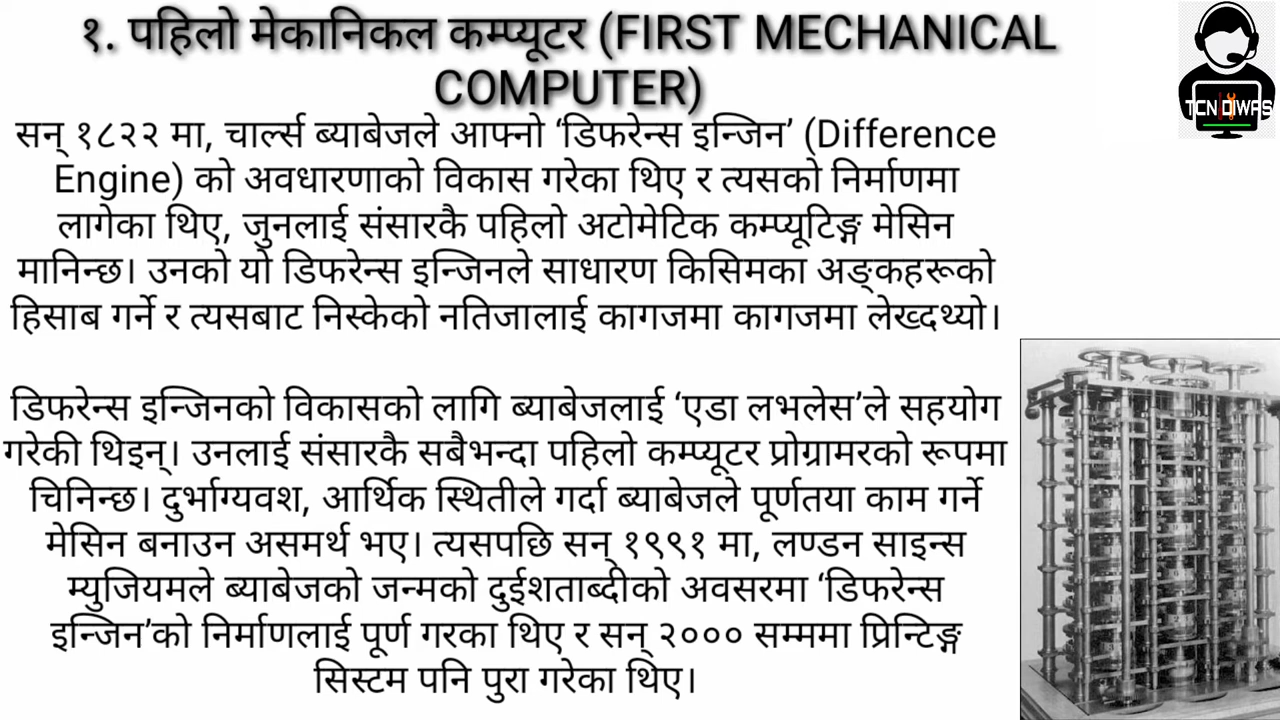 १. पहिलो मेकानिकल कम्प्यूटर (FIRST MECHANICAL
COMPUTER)
TCN DIWAS
सन् १८२२ मा, चार्ल्स ब्याबेजले आफ्नो ‘डिफरेन्स इन्जिन’ (Difference
Engine) को अवधारणाको विकास गरेका थिए र त्यसको निर्माणमा
लागेका थिए, जुनलाई संसारकै पहिलो अटोमेटिक कम्प्यूटिङ्ग मेसिन
मानिन्छ। उनको यो डिफरेन्स इन्जिनले साधारण किसिमका अङ्कहरूको
हिसाब गर्ने र त्यसबाट निस्केको नतिजालाई कागजमा कागजमा लेख्दथ्यो।
डिफरेन्स इन्जिनको विकासको लागि ब्याबेजलाई ‘एडा लभलेस’ले सहयोग
गरेकी थिइन्। उनलाई संसारकै सबैभन्दा पहिलो कम्प्यूटर प्रोग्रामरको रूपमा
चिनिन्छ। दुर्भाग्यवश, आर्थिक स्थितीले गर्दा ब्याबेजले पूर्णतया काम गर्ने
मेसिन बनाउन असमर्थ भए। त्यसपछि सन् १९९१ मा, लण्डन साइन्स
म्युजियमले ब्याबेजको जन्मको दुईशताब्दीको अवसरमा ‘डिफरेन्स
इन्जिन’को निर्माणलाई पूर्ण गरका थिए र सन् २००० सम्ममा प्रिन्टिङ्ग
सिस्टम पनि पुरा गरेका थिए।